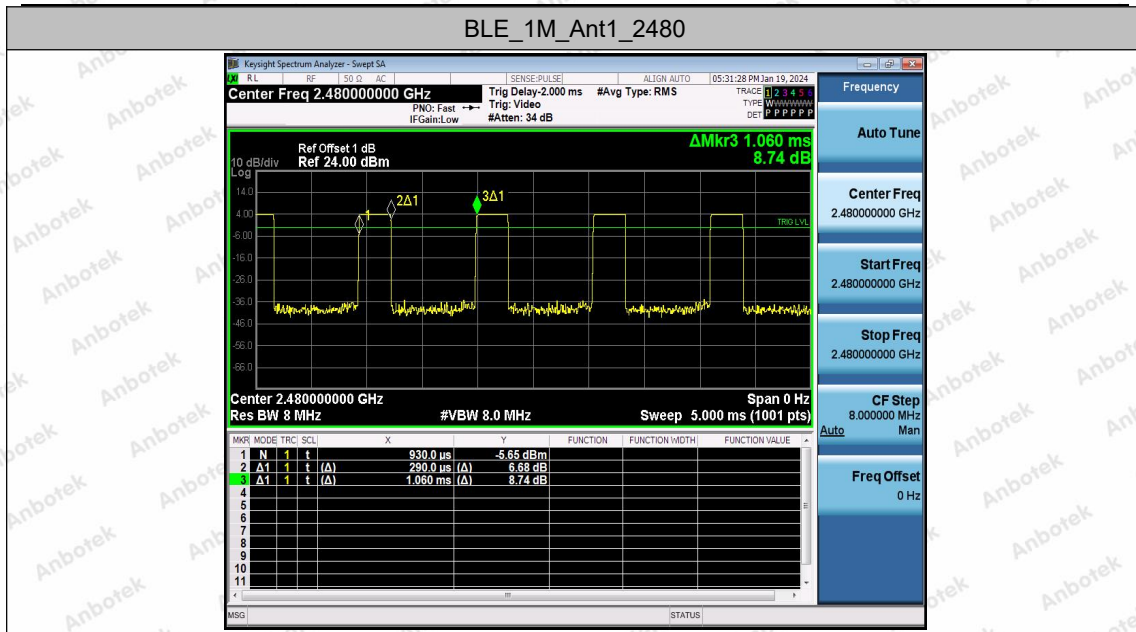 BLE_1M_Ant1_2480
Keysight Spectrum Analyzer - Swept SA
LXI RL RF 50 Ω AC SENSE:PULSE ALIGN AUTO 05:31:28 PM Jan 19, 2024
Center Freq 2.480000000 GHz Trig Delay-2.000 ms #Avg Type: RMS TRACE 1 2 3 4 5 6
PNO: Fast Trig: Video TYPE WWWWWW
IFGain:Low #Atten: 34 dB DET P P P P P P
Ref Offset 1 dB ΔMkr3 1.060 ms
10 dB/div Ref 24.00 dBm 8.74 dB
Log
14.0
2Δ1
3Δ1
4.00
1
TRIG LVL
-6.00
-16.0
-26.0
-36.0
-46.0
-56.0
-66.0
Center 2.480000000 GHz Span 0 Hz
Res BW 8 MHz #VBW 8.0 MHz Sweep 5.000 ms (1001 pts)
MKR MODE TRC SCL X Y FUNCTION FUNCTION WIDTH FUNCTION VALUE
1 N 1 t 930.0 µs -5.65 dBm
2 Δ1 1 t (Δ) 290.0 µs (Δ) 6.68 dB
3 Δ1 1 t (Δ) 1.060 ms (Δ) 8.74 dB
4
5
6
7
8
9
10
11
MSG STATUS
Frequency
Auto Tune
Center Freq
2.480000000 GHz
Start Freq
2.480000000 GHz
Stop Freq
2.480000000 GHz
CF Step
8.000000 MHz
Auto Man
Freq Offset
0 Hz
Anbotek